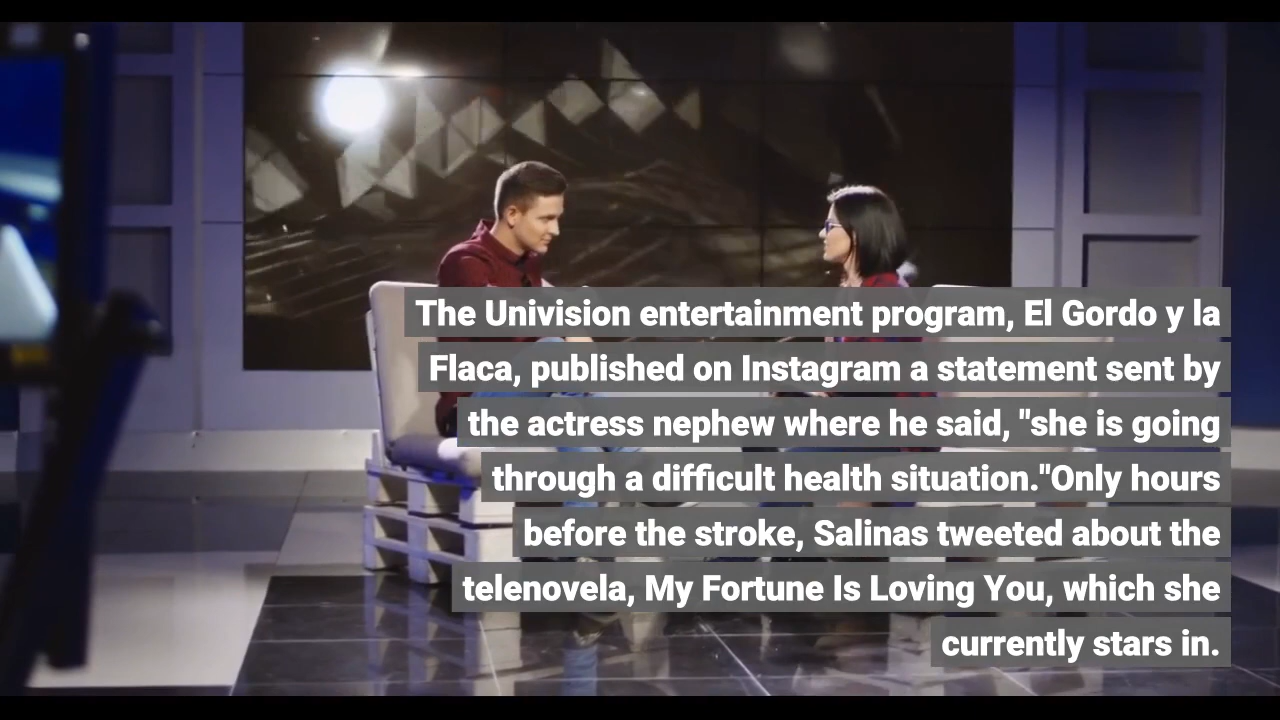 The Univision entertainment program, El Gordo y la
Flaca, published on Instagram a statement sent by
the actress nephew where he said, "she is going
through a difficult health situation."Only hours
before the stroke, Salinas tweeted about the
telenovela, My Fortune Is Loving You, which she
currently stars in.